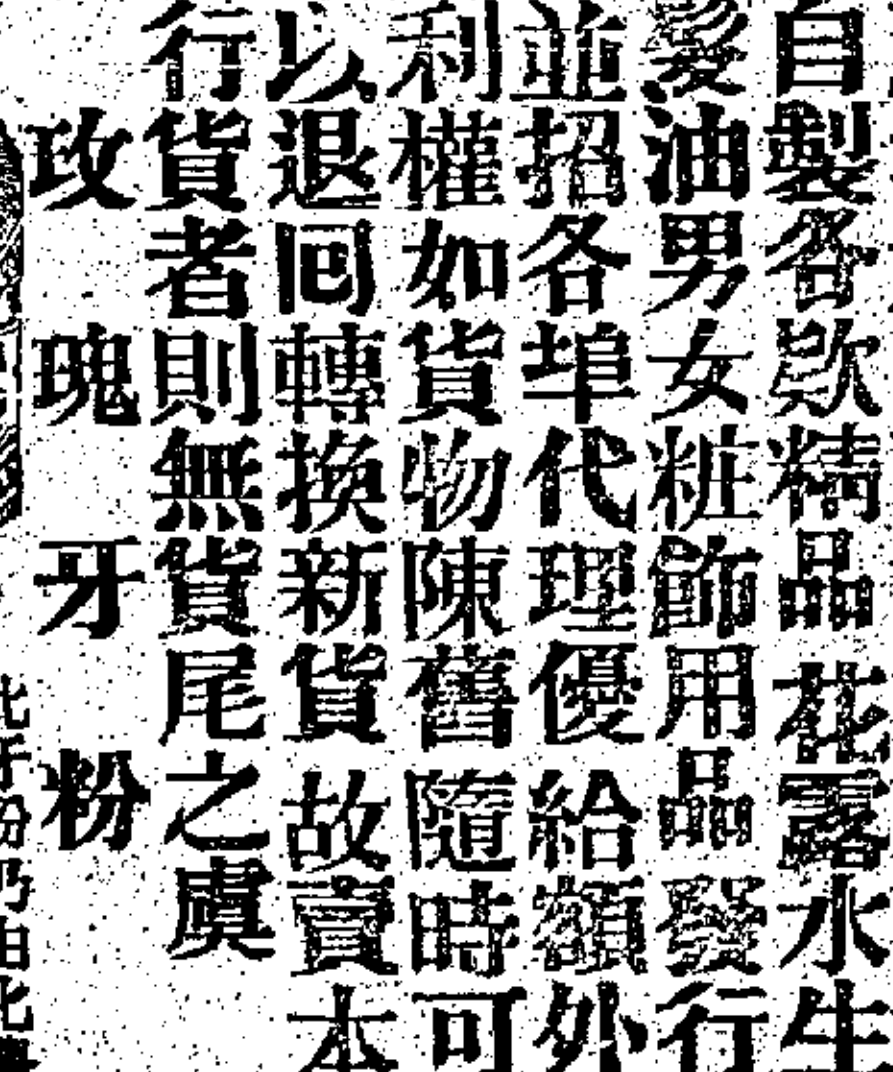 自製各欵精品花露水生
髮油男女粧飾用品發行
並招各埠代理優給額外
利權如貨物陳舊隨時可
以退囘轉換新貨故賣本
行貨者則無貨尾之虞
玫瑰牙粉